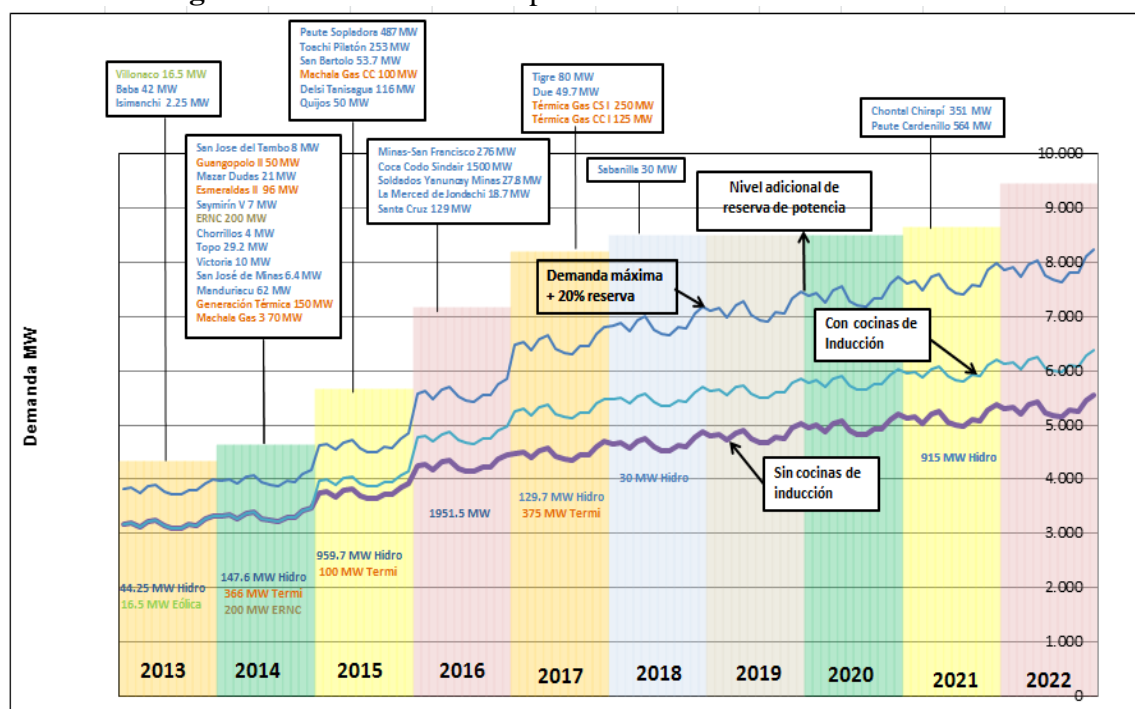 Paute Sopladora 487 MW
Toachi Pilatón 253 MW
San Bartolo 53.7 MW
Machala Gas CC 100 MW
Delsi Tanisagua 116 MW
Quijos 50 MW
Villonaco 16.5 MW
Baba 42 MW
Isimanchi 2.25 MW
Tigre 80 MW
Due 49.7 MW
Térmica Gas CS I 250 MW
Térmica Gas CC I 125 MW
Chontal Chirapí 351 MW
Paute Cardenillo 564 MW
San Jose del Tambo 8 MW
Guangopolo II 50 MW
Mazar Dudas 21 MW
Esmeraldas II 96 MW
Saymirín V 7 MW
ERNC 200 MW
Chorrillos 4 MW
Topo 29.2 MW
Victoria 10 MW
San José de Minas 6.4 MW
Manduriacu 62 MW
Generación Térmica 150 MW
Machala Gas 3 70 MW
Minas-San Francisco 276 MW
Coca Codo Sinclair 1500 MW
Soldados Yanuncay Minas 27.8 MW
La Merced de Jondachi 18.7 MW
Santa Cruz 129 MW
Sabanilla 30 MW
Nivel adicional de
reserva de potencia
Demanda máxima
+ 20% reserva
Con cocinas de
Inducción
Sin cocinas de
inducción
Demanda MW
10.000
9.000
8.000
7.000
6.000
5.000
4.000
3.000
2.000
1.000
0
44.25 MW Hidro
16.5 MW Eólica
147.6 MW Hidro
366 MW Termi
200 MW ERNC
959.7 MW Hidro
100 MW Termi
1951.5 MW
129.7 MW Hidro
375 MW Termi
30 MW Hidro
915 MW Hidro
2013
2014
2015
2016
2017
2018
2019
2020
2021
2022